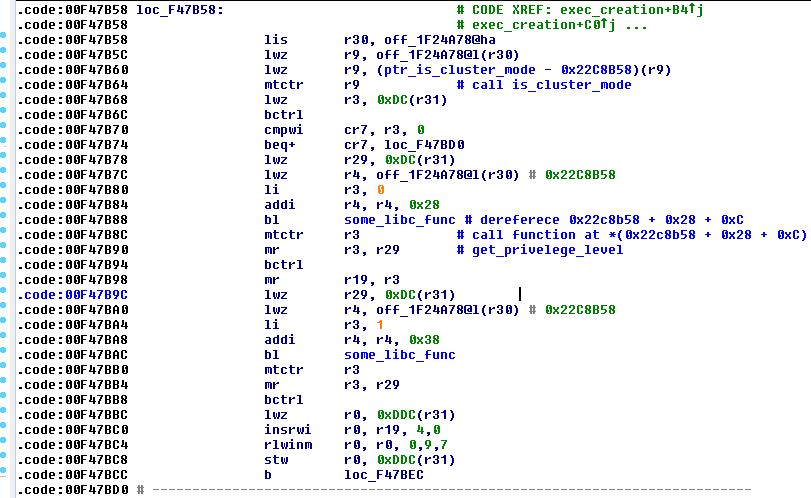 .code:00F47B58 loc_F47B58: # CODE XREF: exec_creation+B4↑j
.code:00F47B58 # exec_creation+C0↑j ...
.code:00F47B58 lis r30, off_1F24A78@ha
.code:00F47B5C lwz r9, off_1F24A78@l(r30)
.code:00F47B60 lwz r9, (ptr_is_cluster_mode - 0x22C8B58)(r9)
.code:00F47B64 mtctr r9 # call is_cluster_mode
.code:00F47B68 lwz r3, 0xDC(r31)
.code:00F47B6C bctrl
.code:00F47B70 cmpwi cr7, r3, 0
.code:00F47B74 beq+ cr7, loc_F47BD0
.code:00F47B78 lwz r29, 0xDC(r31)
.code:00F47B7C lwz r4, off_1F24A78@l(r30) # 0x22C8B58
.code:00F47B80 li r3, 0
.code:00F47B84 addi r4, r4, 0x28
.code:00F47B88 bl some_libc_func # dereferece 0x22c8b58 + 0x28 + 0xC
.code:00F47B8C mtctr r3 # call function at *(0x22c8b58 + 0x28 + 0xC)
.code:00F47B90 mr r3, r29 # get_privelege_level
.code:00F47B94 bctrl
.code:00F47B98 mr r19, r3
.code:00F47B9C lwz r29, 0xDC(r31)
.code:00F47BA0 lwz r4, off_1F24A78@l(r30) # 0x22C8B58
.code:00F47BA4 li r3, 1
.code:00F47BA8 addi r4, r4, 0x38
.code:00F47BAC bl some_libc_func
.code:00F47BB0 mtctr r3
.code:00F47BB4 mr r3, r29
.code:00F47BB8 bctrl
.code:00F47BBC lwz r0, 0xDDC(r31)
.code:00F47BC0 insrwi r0, r19, 4,0
.code:00F47BC4 rlwinm r0, r0, 0,9,7
.code:00F47BC8 stw r0, 0xDDC(r31)
.code:00F47BCC b loc_F47BEC
.code:00F47BD0 # ---------------------------------------------------------------------------